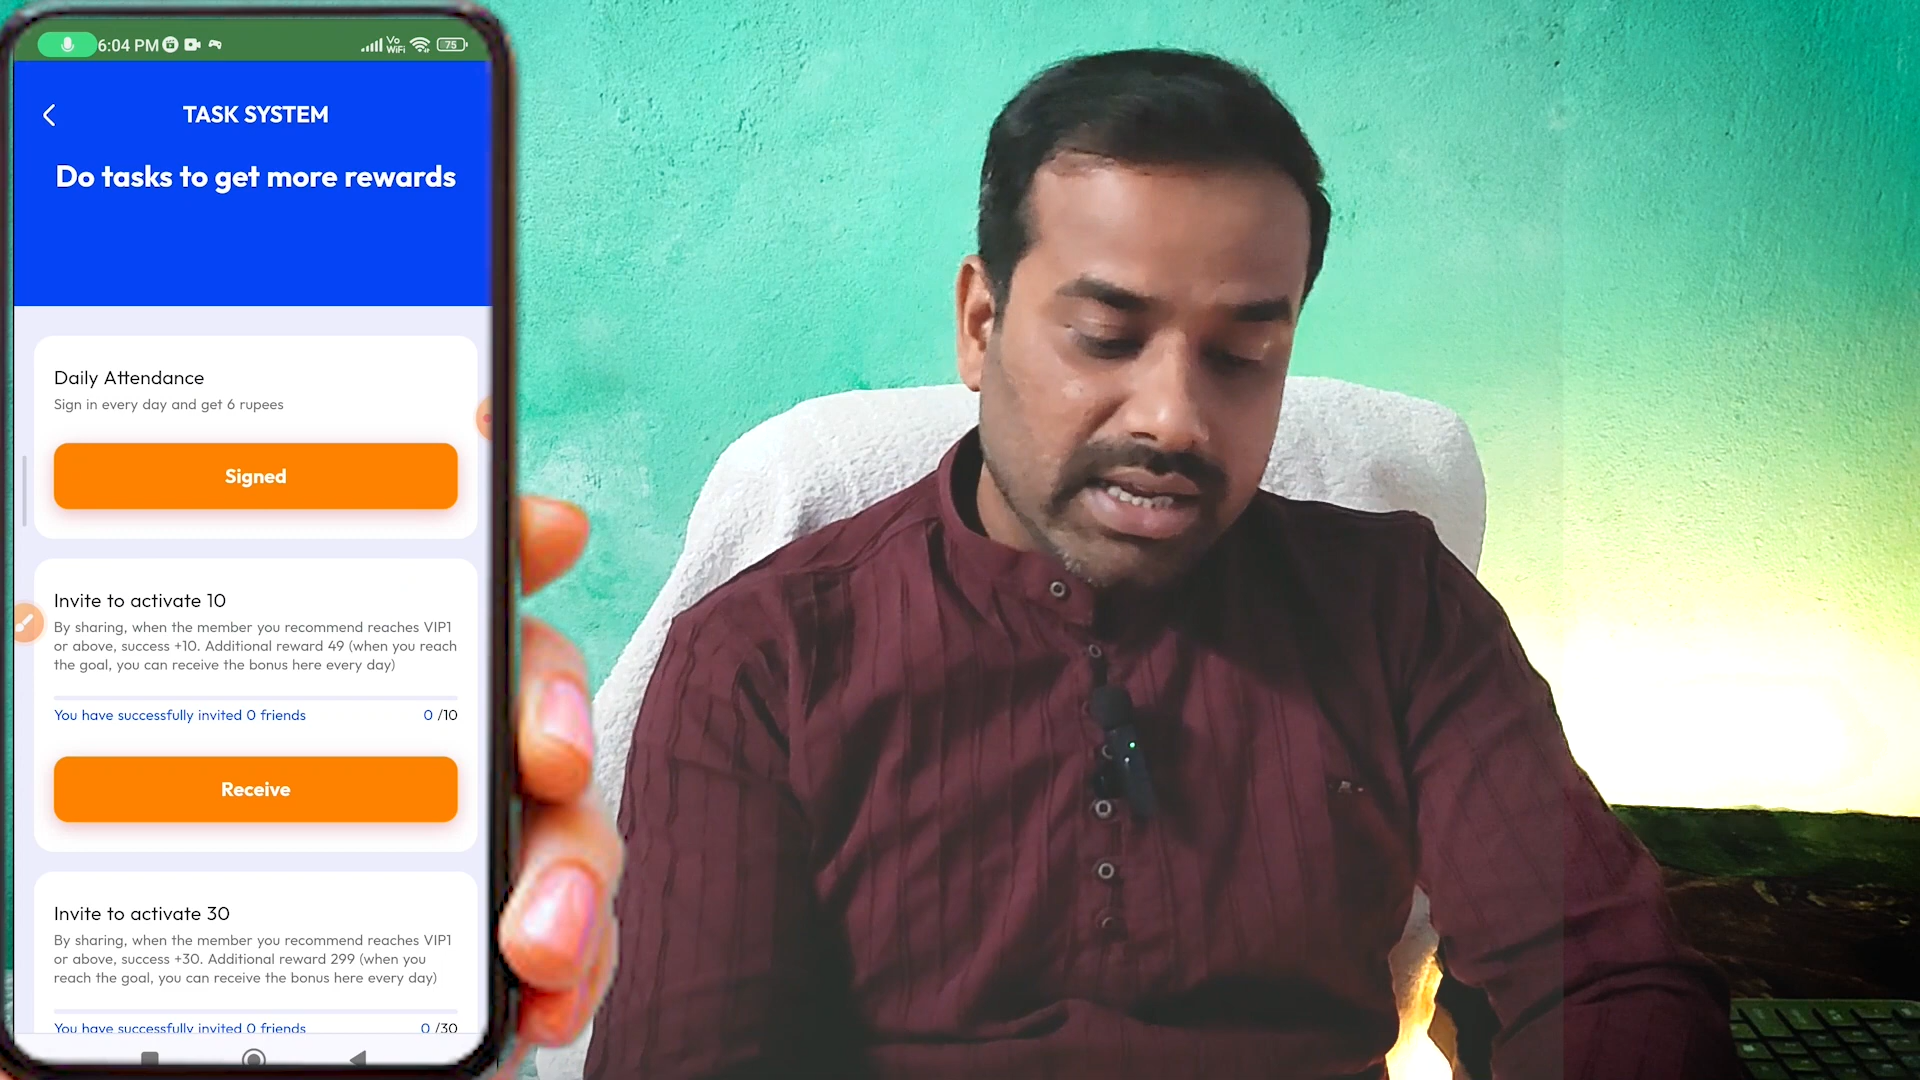 6:04 PM
Vo
WiFi
75
TASK SYSTEM
Do tasks to get more rewards
Daily Attendance
Sign in every day and get 6 rupees
Signed
Invite to activate 10
By sharing, when the member you recommend reaches VIP1
or above, success +10. Additional reward 49 (when you reach
the goal, you can receive the bonus here every day)
You have successfully invited 0 friends
0 /10
Receive
Invite to activate 30
By sharing, when the member you recommend reaches VIP1
or above, success +30. Additional reward 299 (when you
reach the goal, you can receive the bonus here every day)
You have successfully invited 0 friends
0 /30